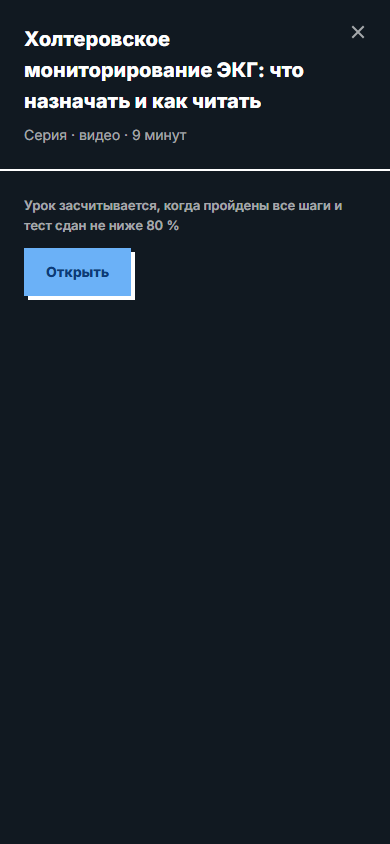 Холтеровское
мониторирование ЭКГ: что
назначать и как читать
Серия · видео · 9 минут
Урок засчитывается, когда пройдены все шаги и
тест сдан не ниже 80 %
Открыть